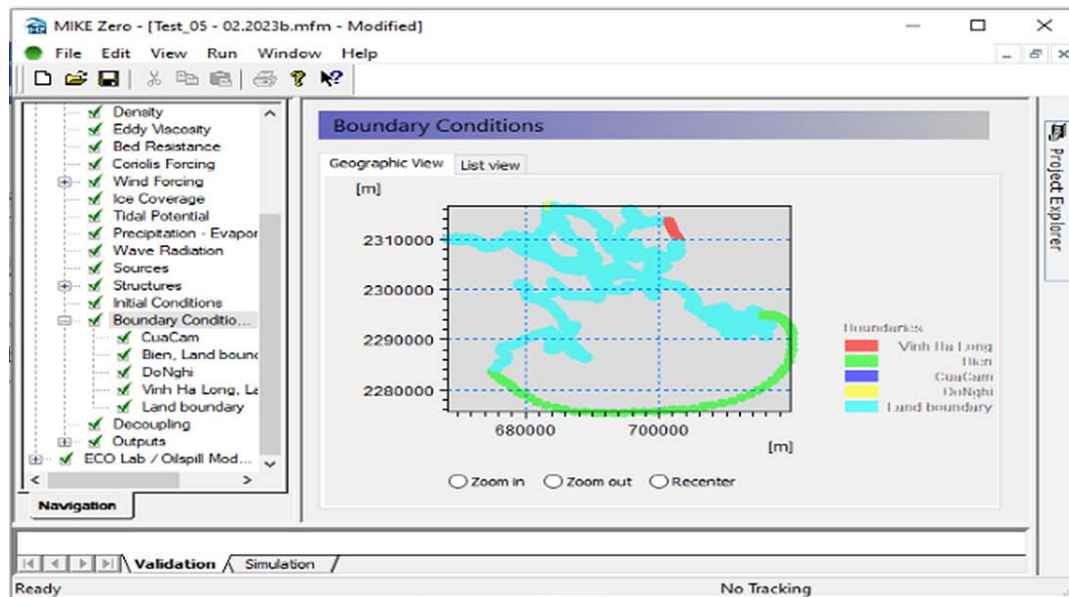 MIKE Zero - [Test_05 - 02.2023b.mfm - Modified]
File Edit View Run Window Help
Density
Eddy Viscosity
Bed Resistance
Coriolis Forcing
Wind Forcing
Ice Coverage
Tidal Potential
Precipitation - Evapor
Wave Radiation
Sources
Structures
Initial Conditions
Boundary Conditio...
CuaCam
Bien, Land bound
DoNghi
Vinh Ha Long, La
Land boundary
Decoupling
Outputs
ECO Lab / Oilspill Mod...
Navigation
Boundary Conditions
Geographic View List view
[m]
2310000
2300000
2290000
2280000
680000 700000
[m]
Boundaries
Vinh Ha Long
Bien
CuaCam
DoNghi
Land boundary
Zoom in Zoom out Recenter
Project Explorer
Validation Simulation
Ready No Tracking